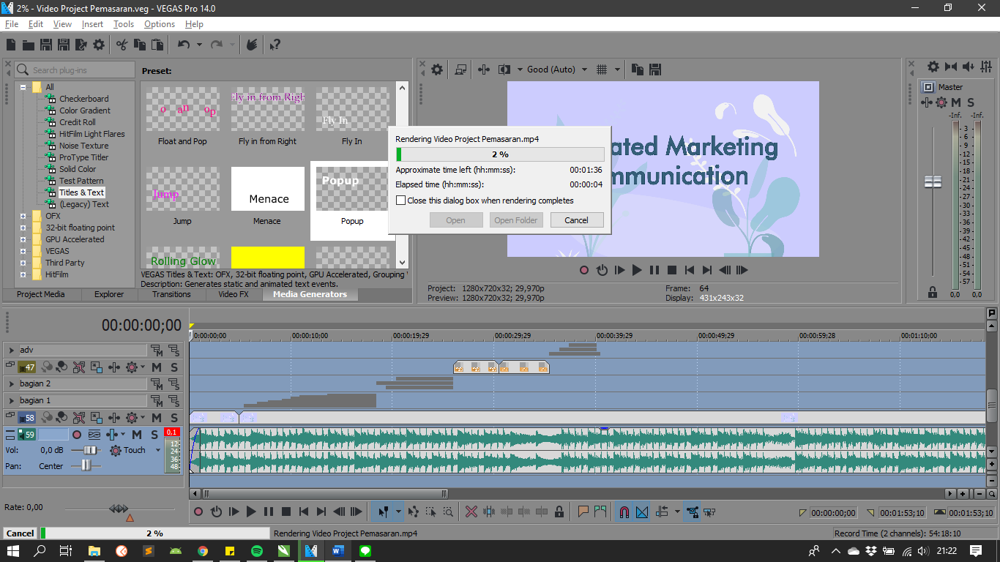 2% - Video Project Pemasaran.veg - VEGAS Pro 14.0
File Edit View Insert Tools Options Help
Search plug-ins
All
Checkerboard
Color Gradient
Credit Roll
HitFilm Light Flares
Noise Texture
ProType Titler
Solid Color
Test Pattern
Titles & Text
(Legacy) Text
OFX
32-bit floating point
GPU Accelerated
VEGAS
Third Party
HitFilm
Preset:
o an op
Fly in from Righ
Fly In
Float and Pop
Fly in from Right
Fly In
Jump
Menace
Popup
Jump
Menace
Popup
Rolling Glow
VEGAS Titles & Text: OFX, 32-bit floating point, GPU Accelerated, Grouping
Description: Generates static and animated text events.
Project Media Explorer Transitions Video FX Media Generators
Good (Auto)
ated Marketing
mmunication
Rendering Video Project Pemasaran.mp4
2 %
Approximate time left (hh:mm:ss): 00:01:36
Elapsed time (hh:mm:ss): 00:00:04
Close this dialog box when rendering completes
Open Open Folder Cancel
Project: 1280x720x32; 29,970p
Preview: 1280x720x32; 29,970p
Frame: 64
Display: 431x243x32
Master
M S
-Inf. -Inf.
- 3 -
- 6 -
- 9 -
-12-
-15-
-18-
-21-
-24-
-27-
-30-
-33-
-36-
-39-
-42-
-45-
-48-
-51-
-54-
-57-
0,0 0,0
00:00:00;00
0:00:00;00 00:00:10;00 00:00:19;29 00:00:29;29 00:00:39;29 00:00:49;29 00:00:59;28 00:01:10;00
adv
47 M S
bagian 2
bagian 1
58 M S
59 M S 0,1
Vol: 0,0 dB Touch
Pan: Center
12
24
36
48
Rate: 0,00
00:00:00;00 00:01:53;10 00:01:53;10
Cancel 2 % Rendering Video Project Pemasaran.mp4
Record Time (2 channels): 54:18:10
21:22